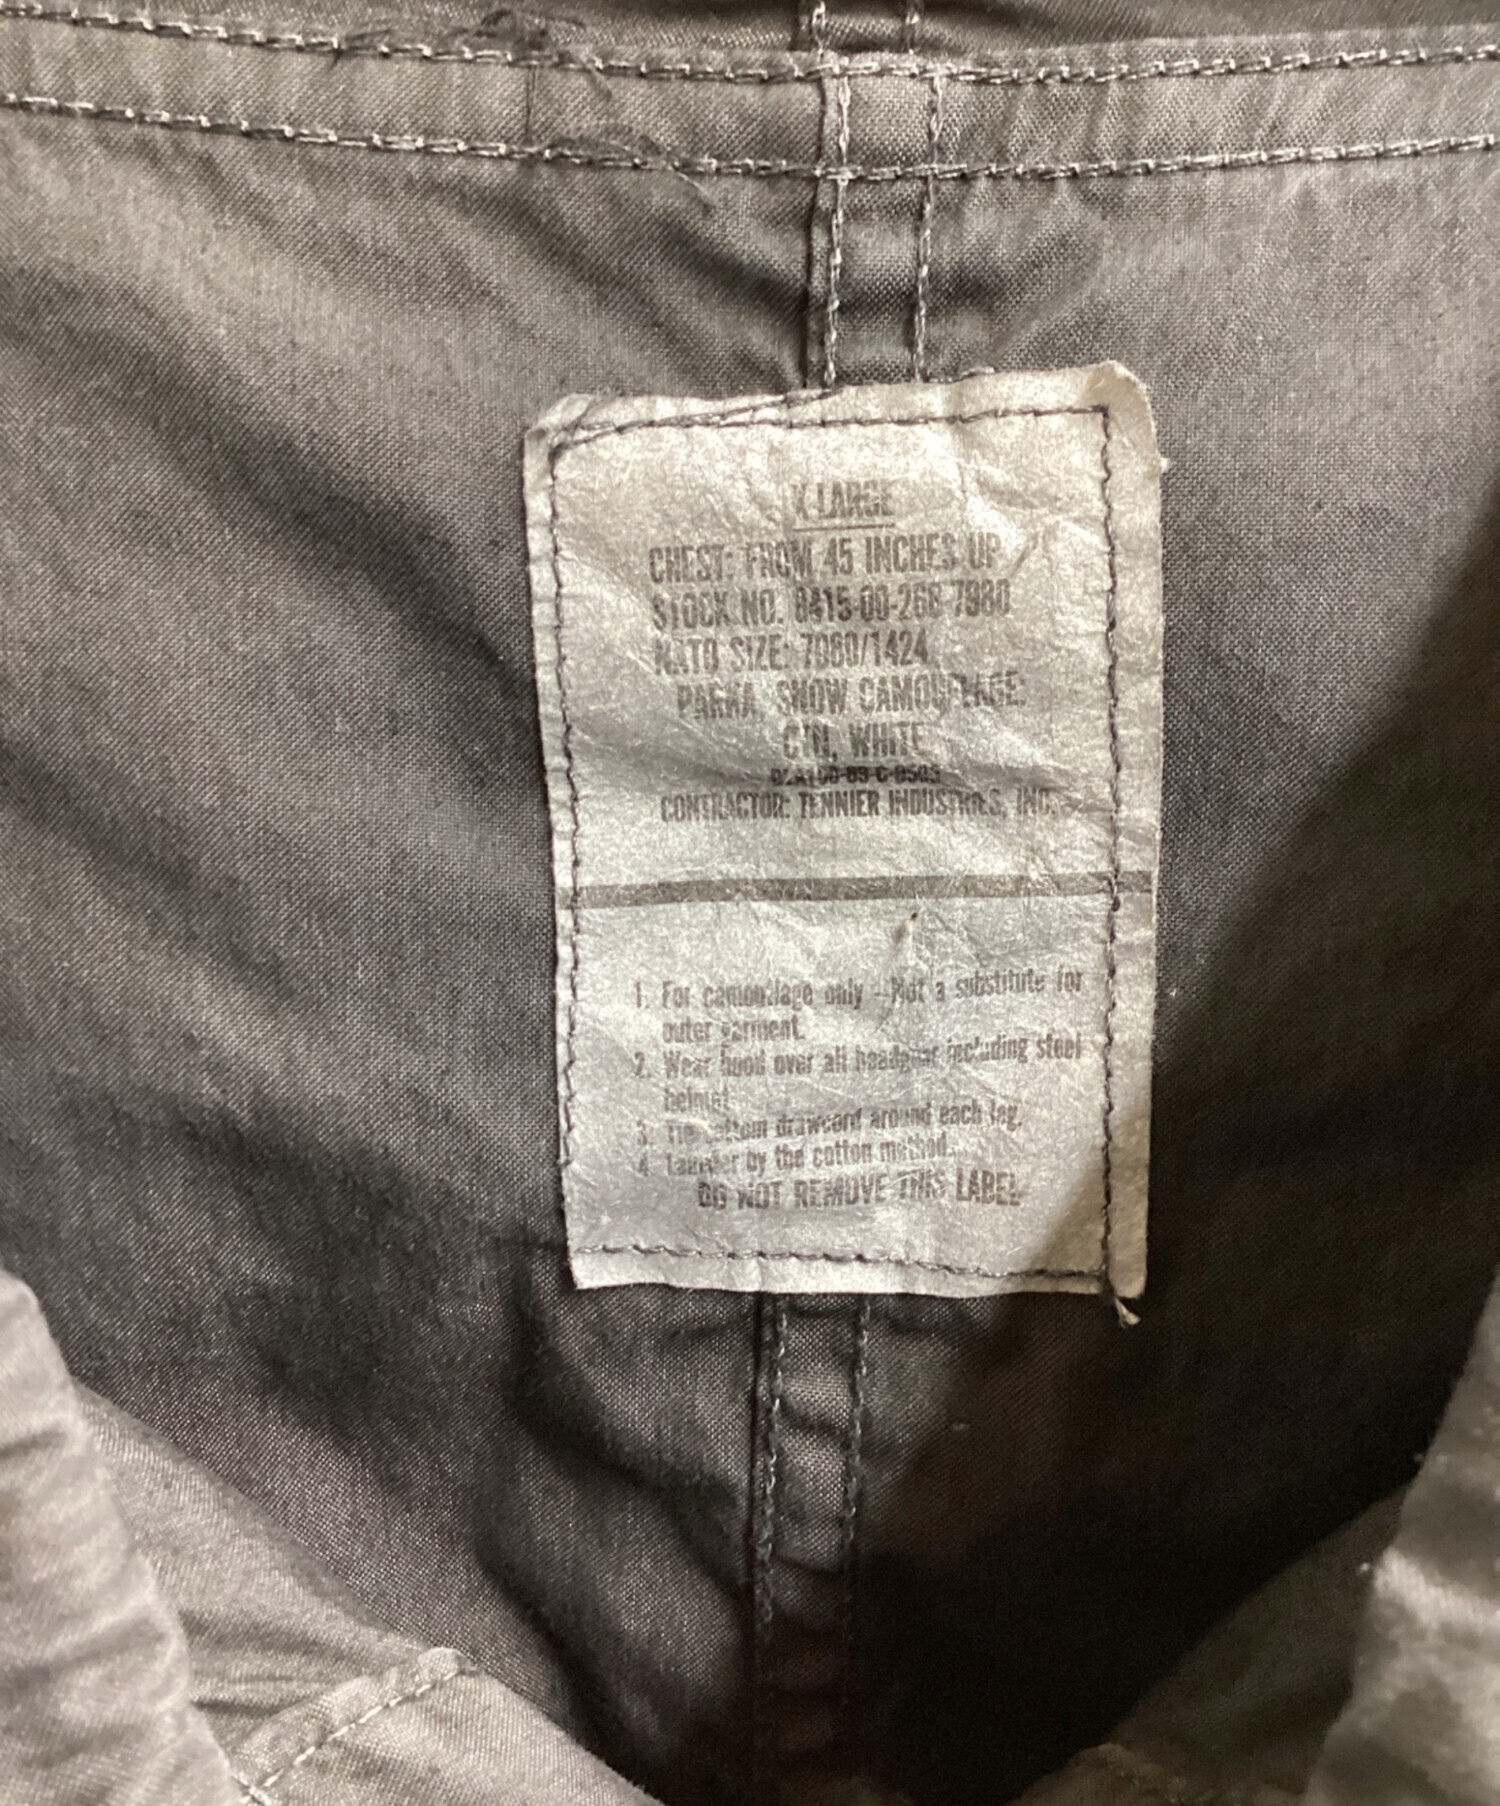 X-LARGE
CHEST: FROM 45 INCHES UP
STOCK NO. 8415-00-268-7980
NATO SIZE: 7080/1424
PARKA, SNOW CAMOUFLAGE:
CTN, WHITE
CONTRACTOR: TENNIER INDUSTRIES, INC.
1. For camouflage only - Not a substitute for
outer garment.
2. Wear hood over all headgear including steel
helmet
3. Tie bottom drawcord around each leg.
4. Launder by the cotton method.
DO NOT REMOVE THIS LABEL